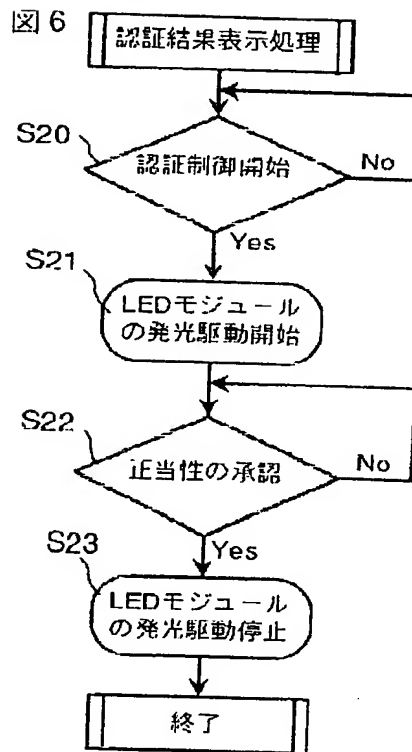 図6
認証結果表示処理
S20
認証制御開始
No
Yes
S21
LEDモジュール
の発光駆動開始
S22
正当性の承認
No
Yes
S23
LEDモジュール
の発光駆動停止
終了